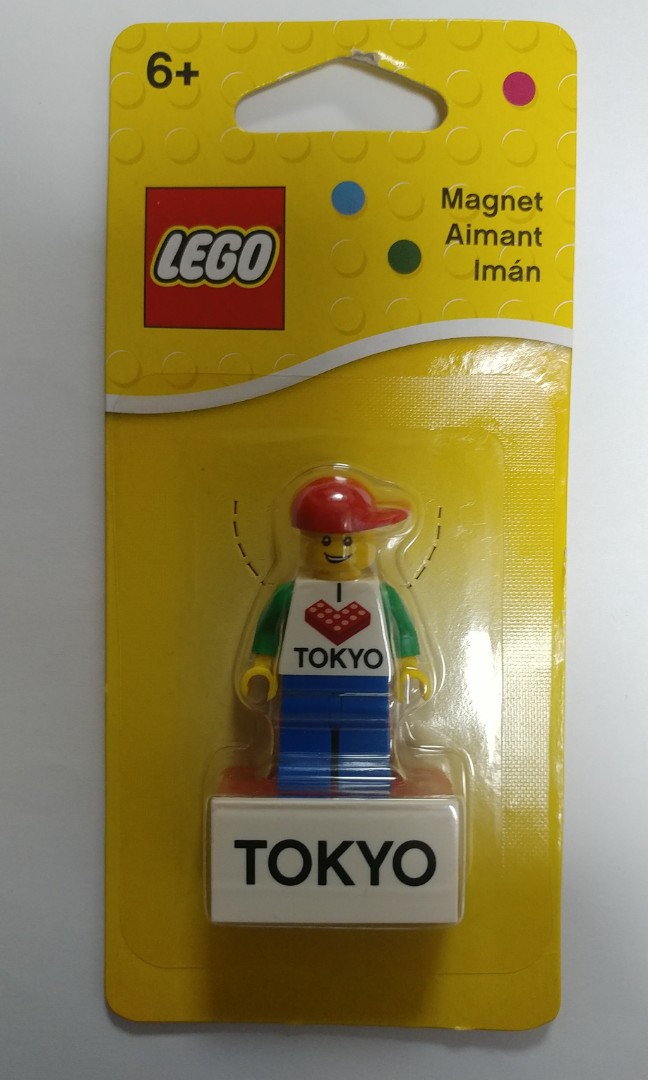 6+
LEGO
Magnet
Aimant
Imán
I
TOKYO
TOKYO